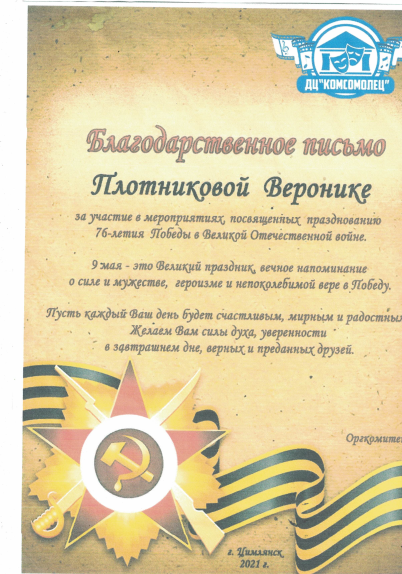 ДЦ"КОМСОМОЛЕЦ"
Благодарственное письмо
Плотниковой Веронике
за участие в мероприятиях, посвященных празднованию
76-летия Победы в Великой Отечественной войне.
9 мая - это Великий праздник, вечное напоминание
о силе и мужестве, героизме и непоколебимой вере в Победу.
Пусть каждый Ваш день будет счастливым, мирным и радостны
Желаем Вам силы духа, уверенности
в завтрашнем дне, верных и преданных друзей.
Оргкомите
г. Цимлянск
2021 г.